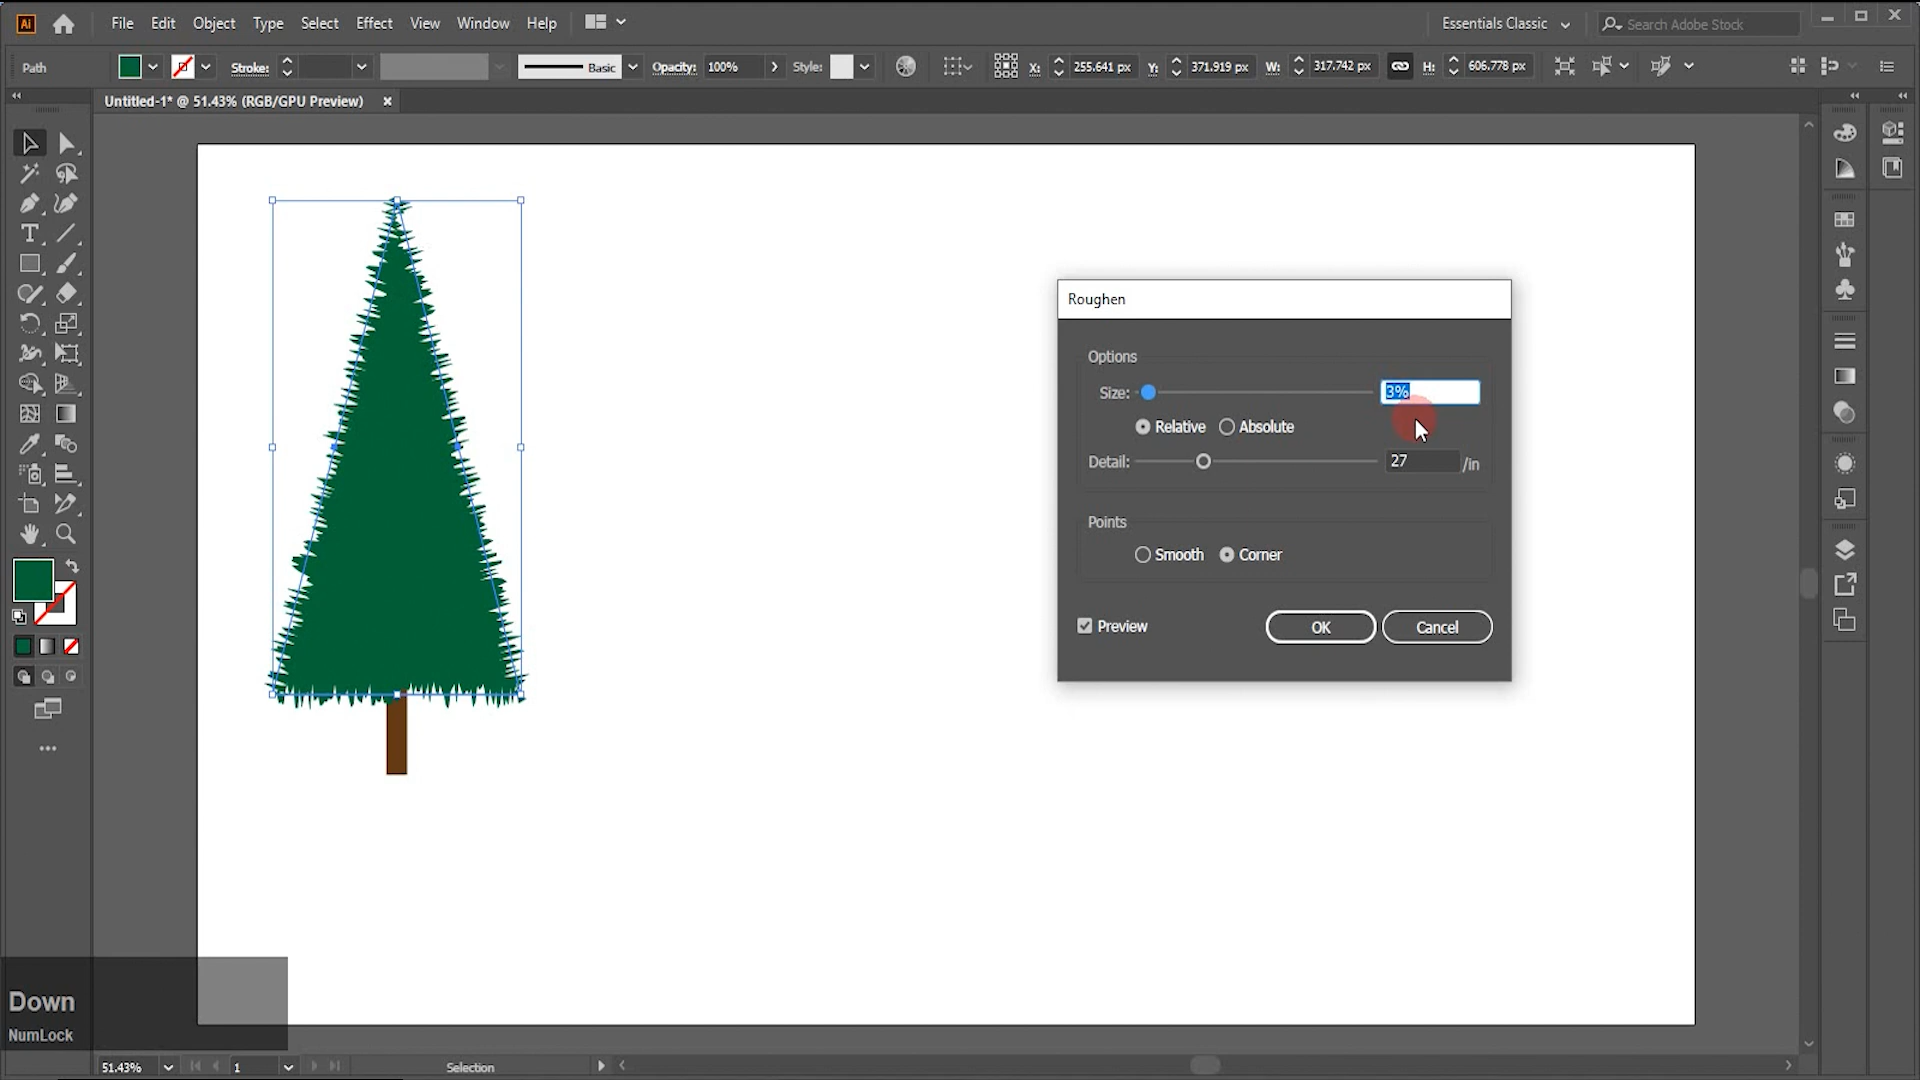 Ai File Edit Object Type Select Effect View Window Help Essentials Classic Search Adobe Stock
Path Stroke: Basic Opacity: 100% Style: X: 255.641 px Y: 371.919 px W: 317.742 px H: 606.778 px
Untitled-1* @ 51.43% (RGB/GPU Preview)
Roughen
Options
Size: 3%
Relative Absolute
Detail: 27 /in
Points
Smooth Corner
Preview OK Cancel
Down
NumLock
51.43% 1 Selection